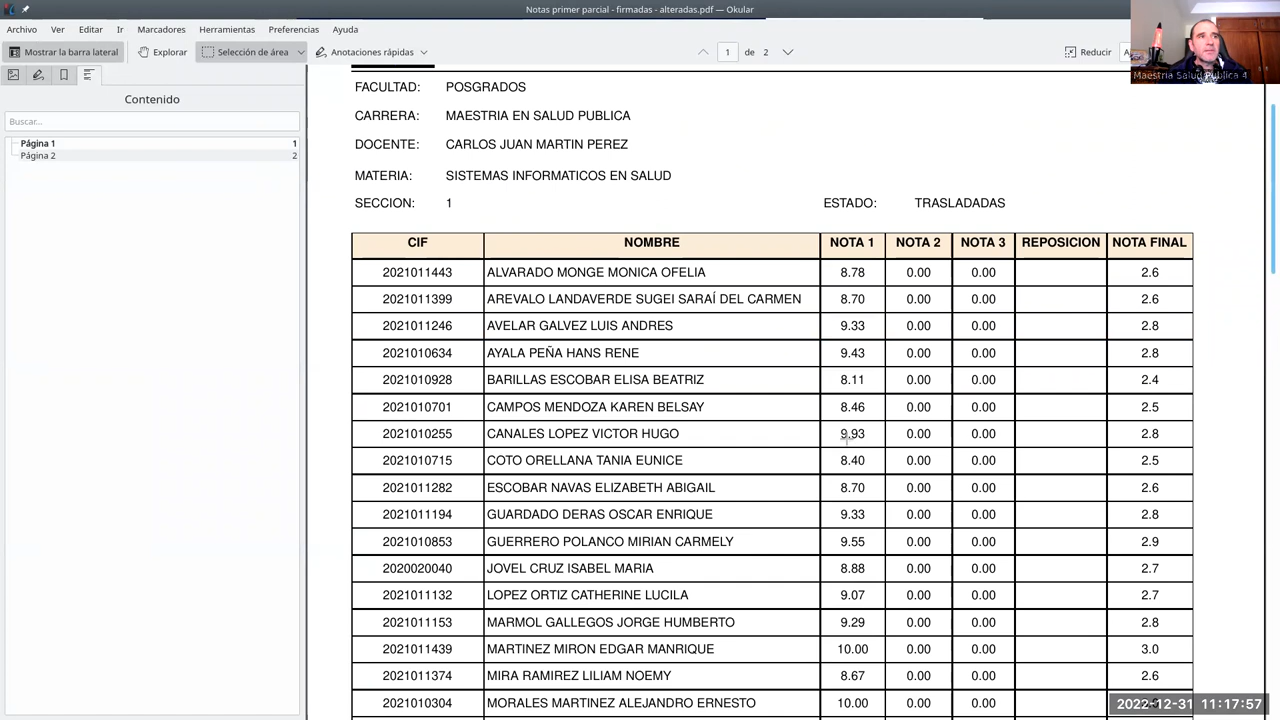 Notas primer parcial - firmadas - alteradas.pdf — Okular
Archivo Ver Editar Ir Marcadores Herramientas Preferencias Ayuda
Mostrar la barra lateral Explorar Selección de área Anotaciones rápidas 1 de 2 Reducir
Maestria Salud Publica 4
Contenido
Buscar...
Página 1 1
Página 2 2
FACULTAD: POSGRADOS
CARRERA: MAESTRIA EN SALUD PUBLICA
DOCENTE: CARLOS JUAN MARTIN PEREZ
MATERIA: SISTEMAS INFORMATICOS EN SALUD
SECCION: 1 ESTADO: TRASLADADAS
CIF NOMBRE NOTA 1 NOTA 2 NOTA 3 REPOSICION NOTA FINAL
2021011443 ALVARADO MONGE MONICA OFELIA 8.78 0.00 0.00 2.6
2021011399 AREVALO LANDAVERDE SUGEI SARAÍ DEL CARMEN 8.70 0.00 0.00 2.6
2021011246 AVELAR GALVEZ LUIS ANDRES 9.33 0.00 0.00 2.8
2021010634 AYALA PEÑA HANS RENE 9.43 0.00 0.00 2.8
2021010928 BARILLAS ESCOBAR ELISA BEATRIZ 8.11 0.00 0.00 2.4
2021010701 CAMPOS MENDOZA KAREN BELSAY 8.46 0.00 0.00 2.5
2021010255 CANALES LOPEZ VICTOR HUGO 9.93 0.00 0.00 2.8
2021010715 COTO ORELLANA TANIA EUNICE 8.40 0.00 0.00 2.5
2021011282 ESCOBAR NAVAS ELIZABETH ABIGAIL 8.70 0.00 0.00 2.6
2021011194 GUARDADO DERAS OSCAR ENRIQUE 9.33 0.00 0.00 2.8
2021010853 GUERRERO POLANCO MIRIAN CARMELY 9.55 0.00 0.00 2.9
2020020040 JOVEL CRUZ ISABEL MARIA 8.88 0.00 0.00 2.7
2021011132 LOPEZ ORTIZ CATHERINE LUCILA 9.07 0.00 0.00 2.7
2021011153 MARMOL GALLEGOS JORGE HUMBERTO 9.29 0.00 0.00 2.8
2021011439 MARTINEZ MIRON EDGAR MANRIQUE 10.00 0.00 0.00 3.0
2021011374 MIRA RAMIREZ LILIAM NOEMY 8.67 0.00 0.00 2.6
2021010304 MORALES MARTINEZ ALEJANDRO ERNESTO 10.00 0.00 0.00
2022-12-31 11:17:57